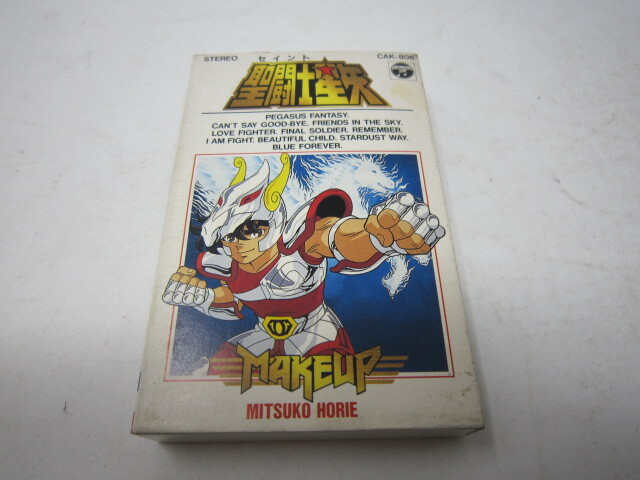 STEREO
セイント
CAK-806
聖闘士星矢
PEGASUS FANTASY.
CAN'T SAY GOOD-BYE. FRIENDS IN THE SKY.
LOVE FIGHTER. FINAL SOLDIER. REMEMBER.
I AM FIGHT. BEAUTIFUL CHILD. STARDUST WAY.
BLUE FOREVER.
MAKEUP
MITSUKO HORIE